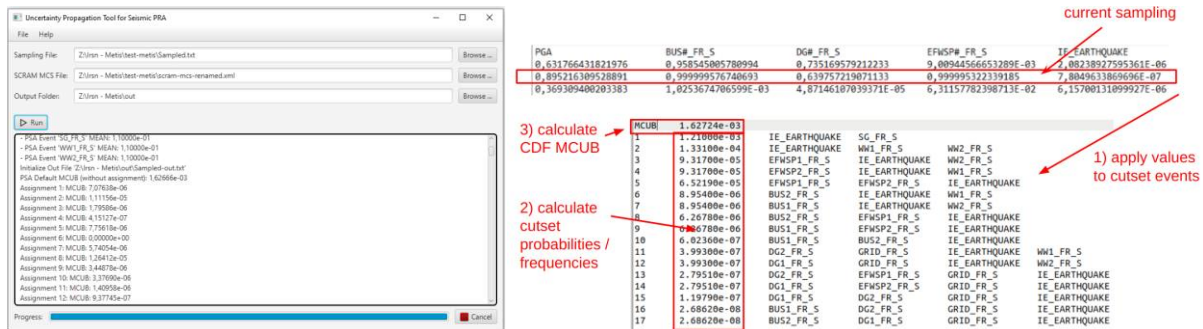 Uncertainty Propagation Tool for Seismic PRA
File Help
Sampling File: Z:\Irsn - Metis\test-metis\Sampled.txt Browse ...
SCRAM MCS File: Z:\Irsn - Metis\test-metis\scram-mcs-renamed.xml Browse ...
Output Folder: Z:\Irsn - Metis\out Browse ...
Run
- PSA Event 'SG_FR_S' MEAN: 1,10000e-01
- PSA Event 'WW1_FR_S' MEAN: 1,10000e-01
- PSA Event 'WW2_FR_S' MEAN: 1,10000e-01
Initialize Out File 'Z:\Irsn - Metis\out\Sampled-out.txt'
PSA Default MCUB (without assignment): 1,62666e-03
Assignment 1: MCUB: 7,07638e-06
Assignment 2: MCUB: 1,11156e-05
Assignment 3: MCUB: 1,79586e-06
Assignment 4: MCUB: 4,15127e-07
Assignment 5: MCUB: 7,75618e-06
Assignment 6: MCUB: 0,00000e+00
Assignment 7: MCUB: 5,74054e-06
Assignment 8: MCUB: 1,26412e-05
Assignment 9: MCUB: 3,44878e-06
Assignment 10: MCUB: 3,37690e-06
Assignment 11: MCUB: 1,40958e-06
Assignment 12: MCUB: 9,37745e-07
Progress: Cancel
current sampling
PGA BUS#_FR_S DG#_FR_S EFWSP#_FR_S IE_EARTHQUAKE
0,631766431821976 0,958545005780994 0,735169579212233 9,00944566653289E-03 2,08238927595361E-06
0,895216309528891 0,999999576740693 0,639757219071133 0,999995322339185 7,8049633869696E-07
0,369309400203383 1,0253674706599E-03 4,87146107039371E-05 6,31157782398713E-02 6,15700131099927E-06
3) calculate
CDF MCUB
1) apply values
to cutset events
2) calculate
cutset
probabilities /
frequencies
MCUB 1.62724e-03
1 1.21000e-03 IE_EARTHQUAKE SG_FR_S
2 1.33100e-04 IE_EARTHQUAKE WW1_FR_S WW2_FR_S
3 9.31700e-05 EFWSP1_FR_S IE_EARTHQUAKE WW2_FR_S
4 9.31700e-05 EFWSP2_FR_S IE_EARTHQUAKE WW1_FR_S
5 6.52190e-05 EFWSP1_FR_S EFWSP2_FR_S IE_EARTHQUAKE
6 8.95400e-06 BUS2_FR_S IE_EARTHQUAKE WW1_FR_S
7 8.95400e-06 BUS1_FR_S IE_EARTHQUAKE WW2_FR_S
8 6.26780e-06 BUS2_FR_S EFWSP1_FR_S IE_EARTHQUAKE
9 6.26780e-06 BUS1_FR_S EFWSP2_FR_S IE_EARTHQUAKE
10 6.02360e-07 BUS1_FR_S BUS2_FR_S IE_EARTHQUAKE
11 3.99300e-07 DG2_FR_S GRID_FR_S IE_EARTHQUAKE WW1_FR_S
12 3.99300e-07 DG1_FR_S GRID_FR_S IE_EARTHQUAKE WW2_FR_S
13 2.79510e-07 DG2_FR_S EFWSP1_FR_S GRID_FR_S IE_EARTHQUAKE
14 2.79510e-07 DG1_FR_S EFWSP2_FR_S GRID_FR_S IE_EARTHQUAKE
15 1.19790e-07 DG1_FR_S DG2_FR_S GRID_FR_S IE_EARTHQUAKE
16 2.68620e-08 BUS1_FR_S DG2_FR_S GRID_FR_S IE_EARTHQUAKE
17 2.68620e-08 BUS2_FR_S DG1_FR_S GRID_FR_S IE_EARTHQUAKE